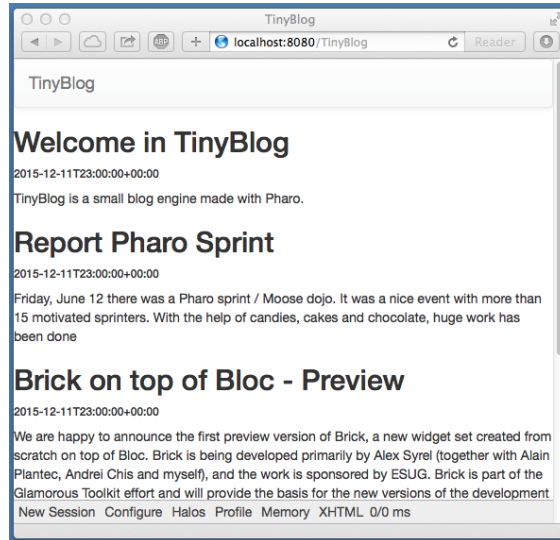 TinyBlog
ABP
localhost:8080/TinyBlog
Reader
TinyBlog
Welcome in TinyBlog
2015-12-11T23:00:00+00:00
TinyBlog is a small blog engine made with Pharo.
Report Pharo Sprint
2015-12-11T23:00:00+00:00
Friday, June 12 there was a Pharo sprint / Moose dojo. It was a nice event with more than
15 motivated sprinters. With the help of candies, cakes and chocolate, huge work has
been done
Brick on top of Bloc - Preview
2015-12-11T23:00:00+00:00
We are happy to announce the first preview version of Brick, a new widget set created from
scratch on top of Bloc. Brick is being developed primarily by Alex Syrel (together with Alain
Plantec, Andrei Chis and myself), and the work is sponsored by ESUG. Brick is part of the
Glamorous Toolkit effort and will provide the basis for the new versions of the development
New Session Configure Halos Profile Memory XHTML 0/0 ms